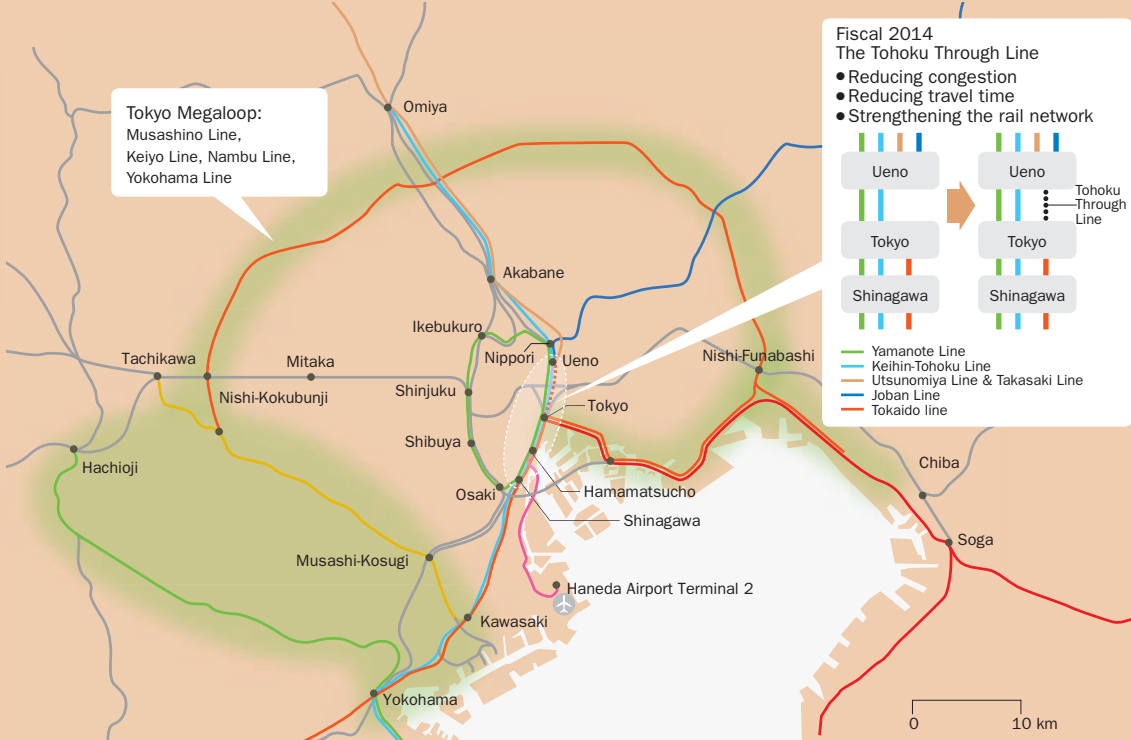 Fiscal 2014
The Tohoku Through Line
● Reducing congestion
● Reducing travel time
● Strengthening the rail network
Ueno
Ueno
Tohoku
Through
Line
Tokyo
Tokyo
Shinagawa
Shinagawa
Yamanote Line
Keihin-Tohoku Line
Utsunomiya Line & Takasaki Line
Joban Line
Tokaido line
Tokyo Megaloop:
Musashino Line,
Keiyo Line, Nambu Line,
Yokohama Line
Omiya
Akabane
Ikebukuro
Nippori
Ueno
Nishi-Funabashi
Tachikawa
Mitaka
Nishi-Kokubunji
Shinjuku
Tokyo
Shibuya
Hachioji
Chiba
Osaki
Hamamatsucho
Shinagawa
Soga
Musashi-Kosugi
Haneda Airport Terminal 2
Kawasaki
Yokohama
0
10 km